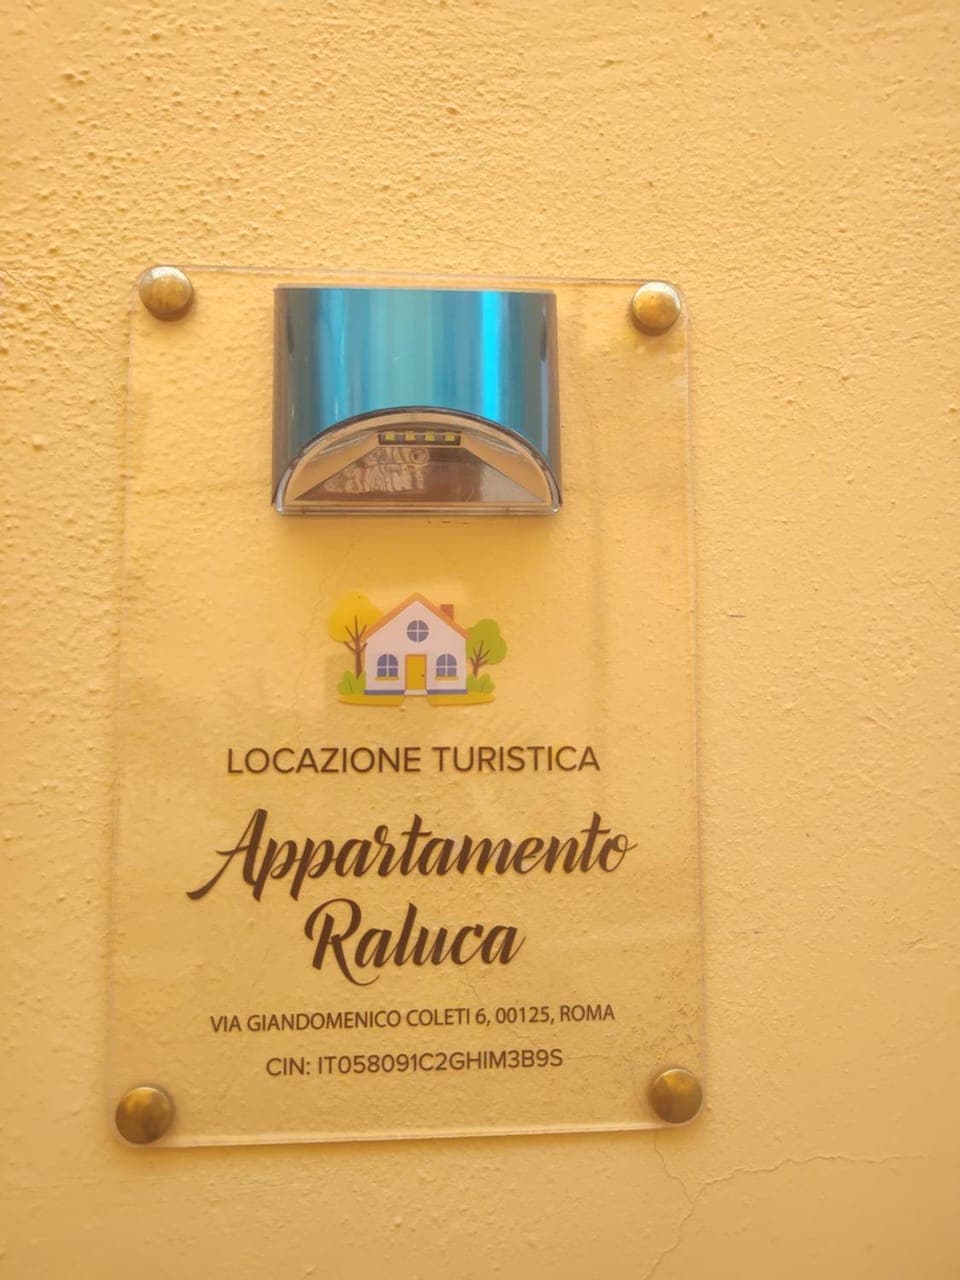 LOCAZIONE TURISTICA
Appartamento
Raluca
VIA GIANDOMENICO COLETI 6, 00125, ROMA
CIN: IT058091C2GHIM3B9S